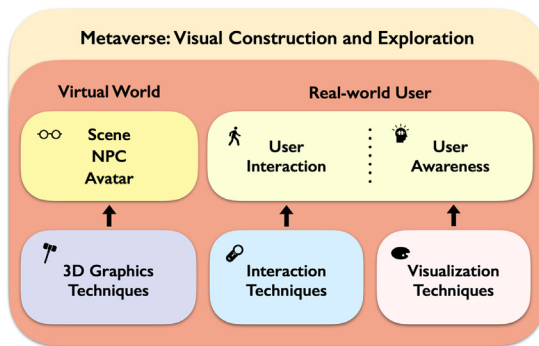 Metaverse: Visual Construction and Exploration
Virtual World
Real-world User
Scene
NPC
Avatar
User
Interaction
User
Awareness
3D Graphics
Techniques
Interaction
Techniques
Visualization
Techniques